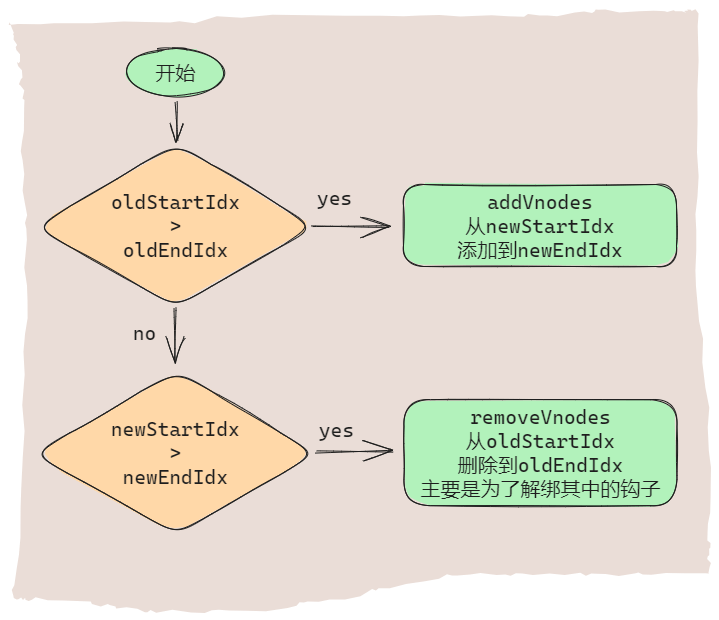 开始
oldStartIdx
>
oldEndIdx
yes
addVnodes
从newStartIdx
添加到newEndIdx
no
newStartIdx
>
newEndIdx
yes
removeVnodes
从oldStartIdx
删除到oldEndIdx
主要是为了解绑其中的钩子